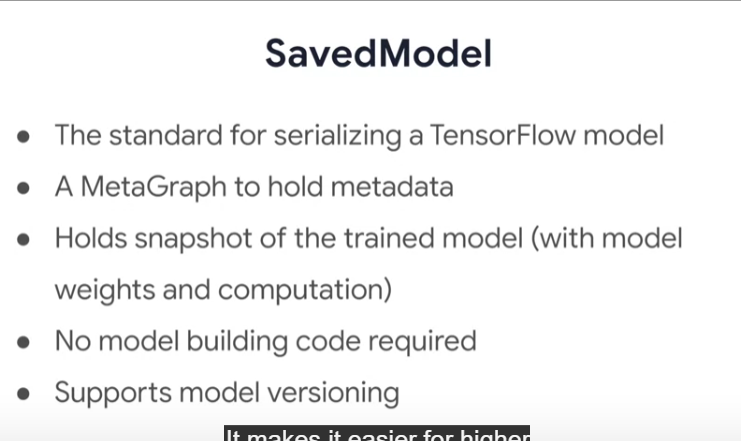 SavedModel
● The standard for serializing a TensorFlow model
● A MetaGraph to hold metadata
● Holds snapshot of the trained model (with model
weights and computation)
● No model building code required
● Supports model versioning
It makes it easier for higher